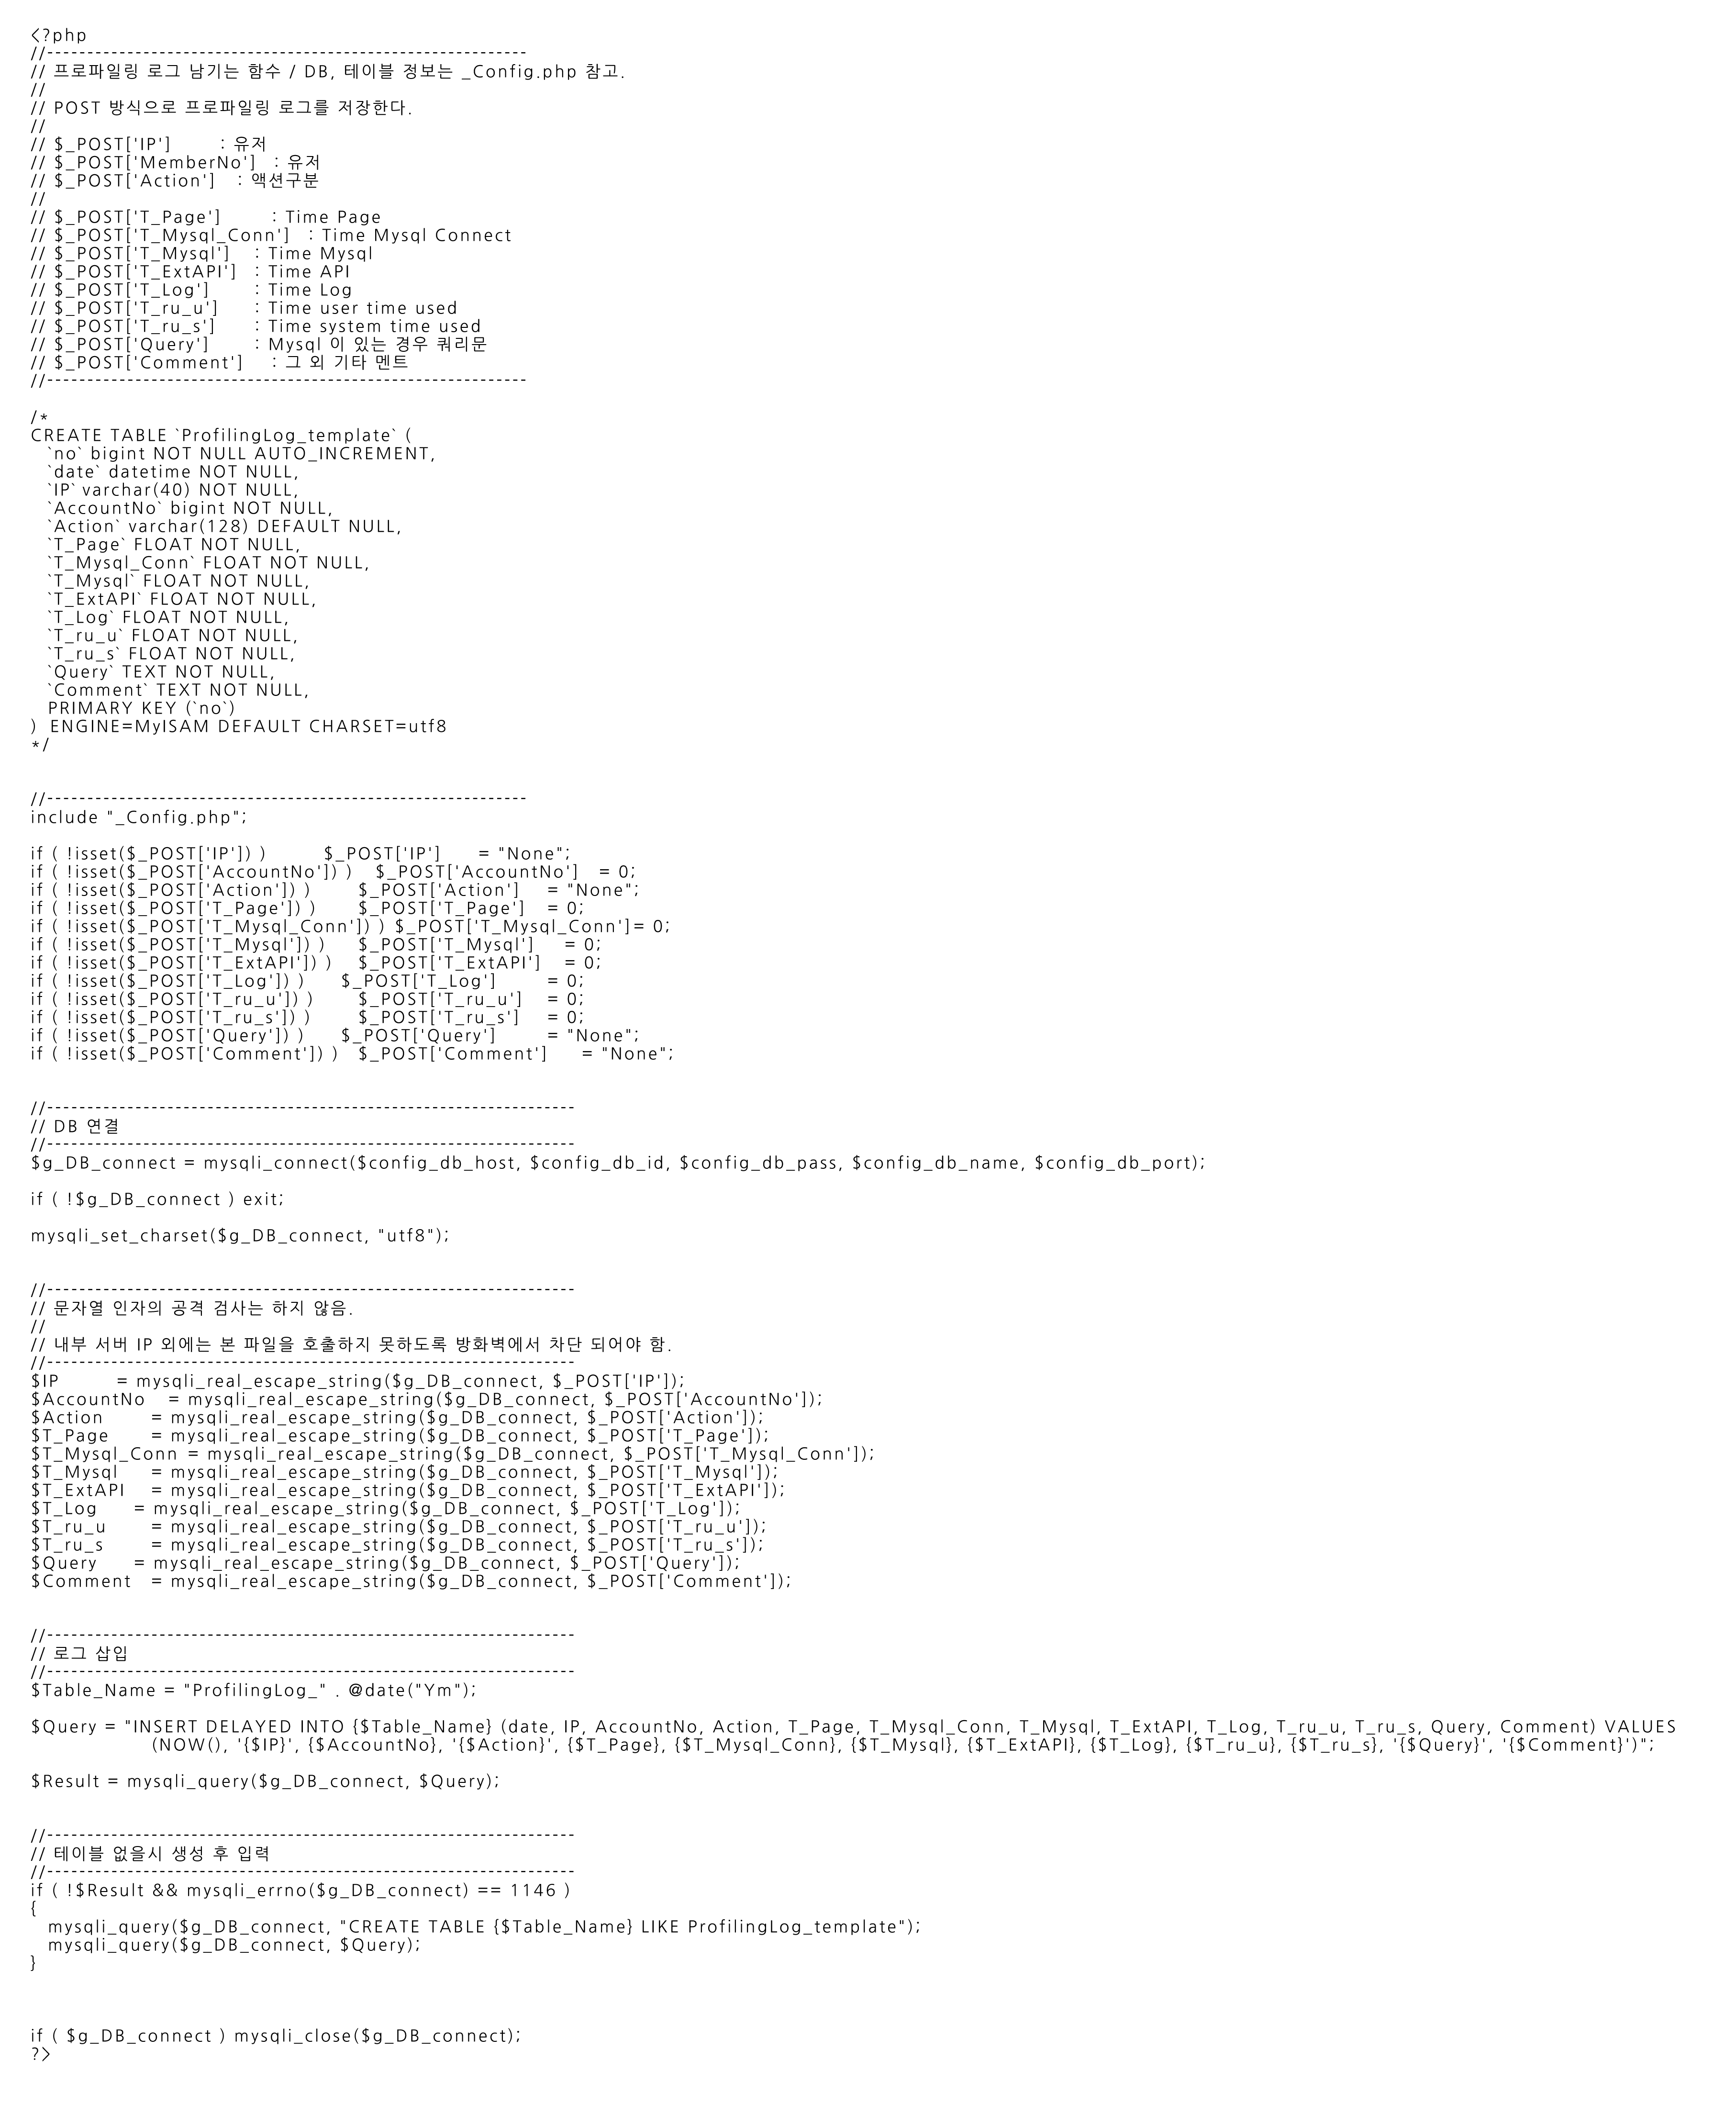 <?php
//------------------------------------------------------------
// 프로파일링 로그 남기는 함수 / DB, 테이블 정보는 _Config.php 참고.
//
// POST 방식으로 프로파일링 로그를 저장한다.
//
// $_POST['IP'] : 유저
// $_POST['MemberNo'] : 유저
// $_POST['Action'] : 액션구분
//
// $_POST['T_Page'] : Time Page
// $_POST['T_Mysql_Conn'] : Time Mysql Connect
// $_POST['T_Mysql'] : Time Mysql
// $_POST['T_ExtAPI'] : Time API
// $_POST['T_Log'] : Time Log
// $_POST['T_ru_u'] : Time user time used
// $_POST['T_ru_s'] : Time system time used
// $_POST['Query'] : Mysql 이 있는 경우 쿼리문
// $_POST['Comment'] : 그 외 기타 멘트
//------------------------------------------------------------

/*
CREATE TABLE `ProfilingLog_template` (
  `no` bigint NOT NULL AUTO_INCREMENT,
  `date` datetime NOT NULL,
  `IP` varchar(40) NOT NULL,
  `AccountNo` bigint NOT NULL,
  `Action` varchar(128) DEFAULT NULL,
  `T_Page` FLOAT NOT NULL,
  `T_Mysql_Conn` FLOAT NOT NULL,
  `T_Mysql` FLOAT NOT NULL,
  `T_ExtAPI` FLOAT NOT NULL,
  `T_Log` FLOAT NOT NULL,
  `T_ru_u` FLOAT NOT NULL,
  `T_ru_s` FLOAT NOT NULL,
  `Query` TEXT NOT NULL,
  `Comment` TEXT NOT NULL,
  PRIMARY KEY (`no`)
) ENGINE=MyISAM DEFAULT CHARSET=utf8
*/

//------------------------------------------------------------
include "_Config.php";

if ( !isset($_POST['IP']) ) $_POST['IP'] = "None";
if ( !isset($_POST['AccountNo']) ) $_POST['AccountNo'] = 0;
if ( !isset($_POST['Action']) ) $_POST['Action'] = "None";
if ( !isset($_POST['T_Page']) ) $_POST['T_Page'] = 0;
if ( !isset($_POST['T_Mysql_Conn']) ) $_POST['T_Mysql_Conn']= 0;
if ( !isset($_POST['T_Mysql']) ) $_POST['T_Mysql'] = 0;
if ( !isset($_POST['T_ExtAPI']) ) $_POST['T_ExtAPI'] = 0;
if ( !isset($_POST['T_Log']) ) $_POST['T_Log'] = 0;
if ( !isset($_POST['T_ru_u']) ) $_POST['T_ru_u'] = 0;
if ( !isset($_POST['T_ru_s']) ) $_POST['T_ru_s'] = 0;
if ( !isset($_POST['Query']) ) $_POST['Query'] = "None";
if ( !isset($_POST['Comment']) ) $_POST['Comment'] = "None";

//------------------------------------------------------------------
// DB 연결
//------------------------------------------------------------------
$g_DB_connect = mysqli_connect($config_db_host, $config_db_id, $config_db_pass, $config_db_name, $config_db_port);

if ( !$g_DB_connect ) exit;

mysqli_set_charset($g_DB_connect, "utf8");

//------------------------------------------------------------------
// 문자열 인자의 공격 검사는 하지 않음.
//
// 내부 서버 IP 외에는 본 파일을 호출하지 못하도록 방화벽에서 차단 되어야 함.
//------------------------------------------------------------------
$IP = mysqli_real_escape_string($g_DB_connect, $_POST['IP']);
$AccountNo = mysqli_real_escape_string($g_DB_connect, $_POST['AccountNo']);
$Action = mysqli_real_escape_string($g_DB_connect, $_POST['Action']);
$T_Page = mysqli_real_escape_string($g_DB_connect, $_POST['T_Page']);
$T_Mysql_Conn = mysqli_real_escape_string($g_DB_connect, $_POST['T_Mysql_Conn']);
$T_Mysql = mysqli_real_escape_string($g_DB_connect, $_POST['T_Mysql']);
$T_ExtAPI = mysqli_real_escape_string($g_DB_connect, $_POST['T_ExtAPI']);
$T_Log = mysqli_real_escape_string($g_DB_connect, $_POST['T_Log']);
$T_ru_u = mysqli_real_escape_string($g_DB_connect, $_POST['T_ru_u']);
$T_ru_s = mysqli_real_escape_string($g_DB_connect, $_POST['T_ru_s']);
$Query = mysqli_real_escape_string($g_DB_connect, $_POST['Query']);
$Comment = mysqli_real_escape_string($g_DB_connect, $_POST['Comment']);

//------------------------------------------------------------------
// 로그 삽입
//------------------------------------------------------------------
$Table_Name = "ProfilingLog_" . @date("Ym");

$Query = "INSERT DELAYED INTO {$Table_Name} (date, IP, AccountNo, Action, T_Page, T_Mysql_Conn, T_Mysql, T_ExtAPI, T_Log, T_ru_u, T_ru_s, Query, Comment) VALUES
(NOW(), '{$IP}', {$AccountNo}, '{$Action}', {$T_Page}, {$T_Mysql_Conn}, {$T_Mysql}, {$T_ExtAPI}, {$T_Log}, {$T_ru_u}, {$T_ru_s}, '{$Query}', '{$Comment}')";

$Result = mysqli_query($g_DB_connect, $Query);

//------------------------------------------------------------------
// 테이블 없을시 생성 후 입력
//------------------------------------------------------------------
if ( !$Result && mysqli_errno($g_DB_connect) == 1146 )
{
  mysqli_query($g_DB_connect, "CREATE TABLE {$Table_Name} LIKE ProfilingLog_template");
  mysqli_query($g_DB_connect, $Query);
}

if ( $g_DB_connect ) mysqli_close($g_DB_connect);
?>